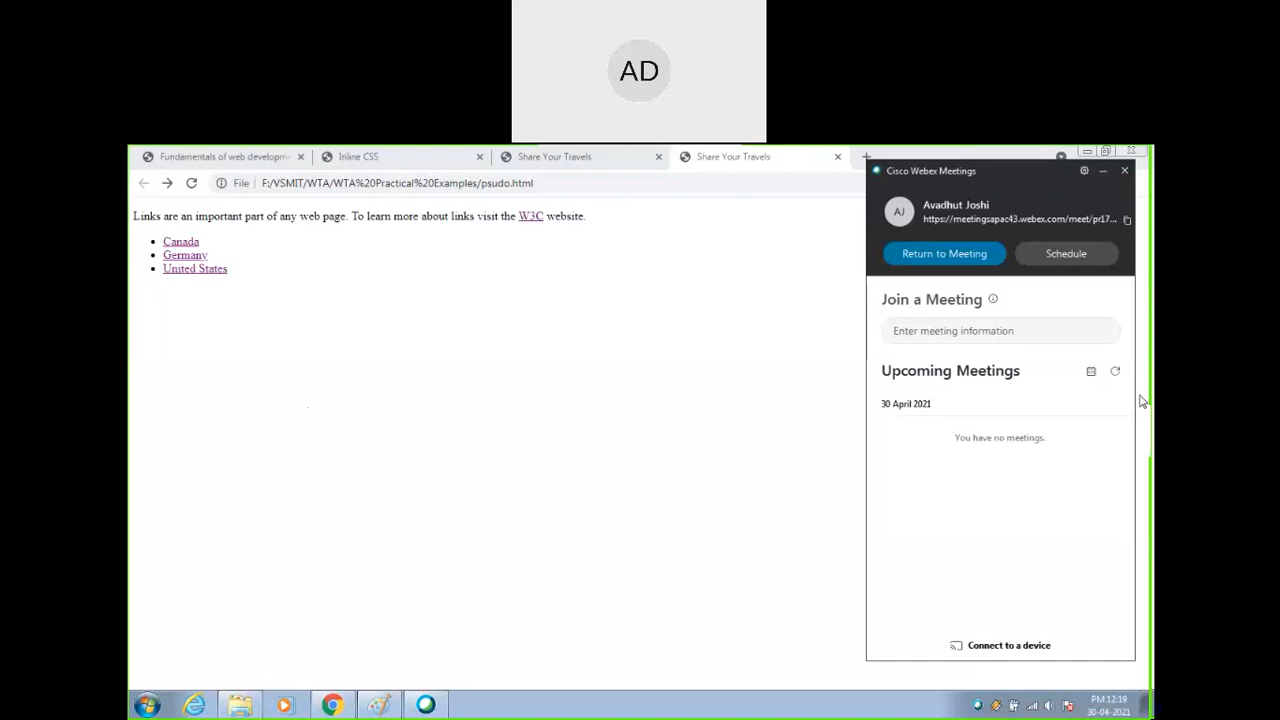 AD
Fundamentals of web developm
Inline CSS
Share Your Travels
Share Your Travels
File F:/VSMIT/WTA/WTA%20Practical%20Examples/psudo.html
Links are an important part of any web page. To learn more about links visit the W3C website.
Canada
Germany
United States
Cisco Webex Meetings
AJ
Avadhut Joshi
https://meetingsapac43.webex.com/meet/pr17...
Return to Meeting
Schedule
Join a Meeting
Enter meeting information
Upcoming Meetings
30 April 2021
You have no meetings.
Connect to a device
PM 12:19
30-04-2021